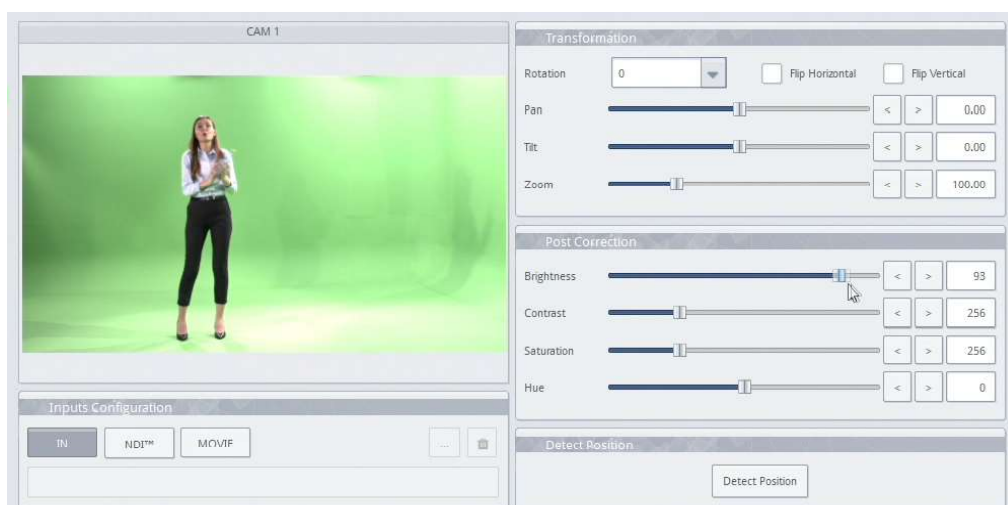 CAM 1
Transformation
Rotation 0 Flip Horizontal Flip Vertical
Pan < > 0.00
Tilt < > 0.00
Zoom < > 100.00
Post Correction
Brightness < > 93
Contrast < > 256
Saturation < > 256
Hue < > 0
Inputs Configuration
IN NDI™ MOVIE ...
Detect Position
Detect Position